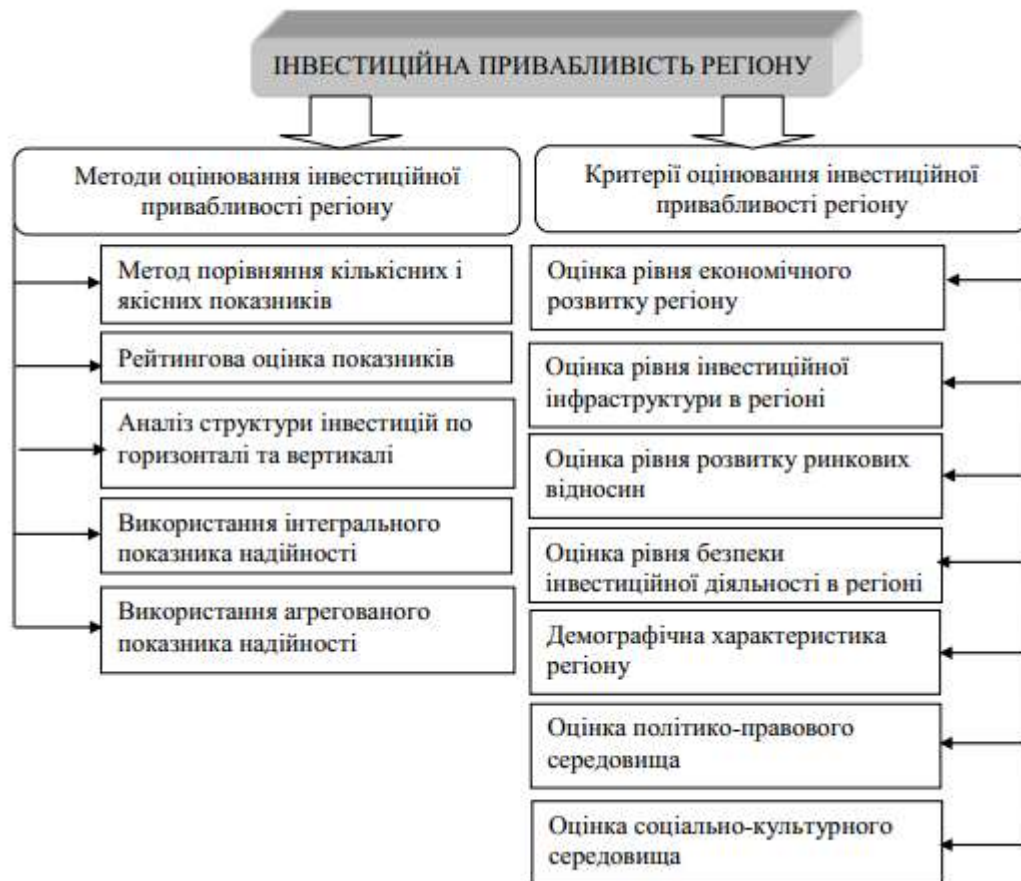 ІНВЕСТИЦІЙНА ПРИВАБЛИВІСТЬ РЕГІОНУ
Методи оцінювання інвестиційної
привабливості регіону
Метод порівняння кількісних і
якісних показників
Рейтингова оцінка показників
Аналіз структури інвестицій по
горизонталі та вертикалі
Використання інтегрального
показника надійності
Використання агрегованого
показника надійності
Критерії оцінювання інвестиційної
привабливості регіону
Оцінка рівня економічного
розвитку регіону
Оцінка рівня інвестиційної
інфраструктури в регіоні
Оцінка рівня розвитку ринкових
відносин
Оцінка рівня безпеки
інвестиційної діяльності в регіоні
Демографічна характеристика
регіону
Оцінка політико-правового
середовища
Оцінка соціально-культурного
середовища